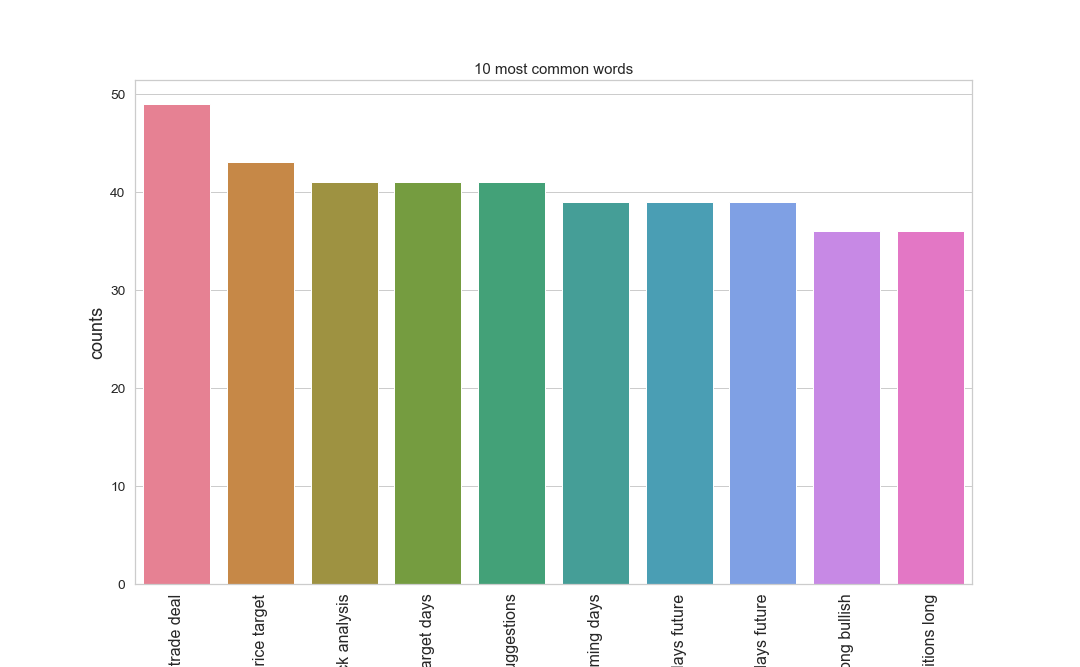 10 most common words
counts
50
40
30
20
10
0
trade deal
rice target
ck analysis
arget days
uggestions
ming days
days future
days future
ong bullish
itions long